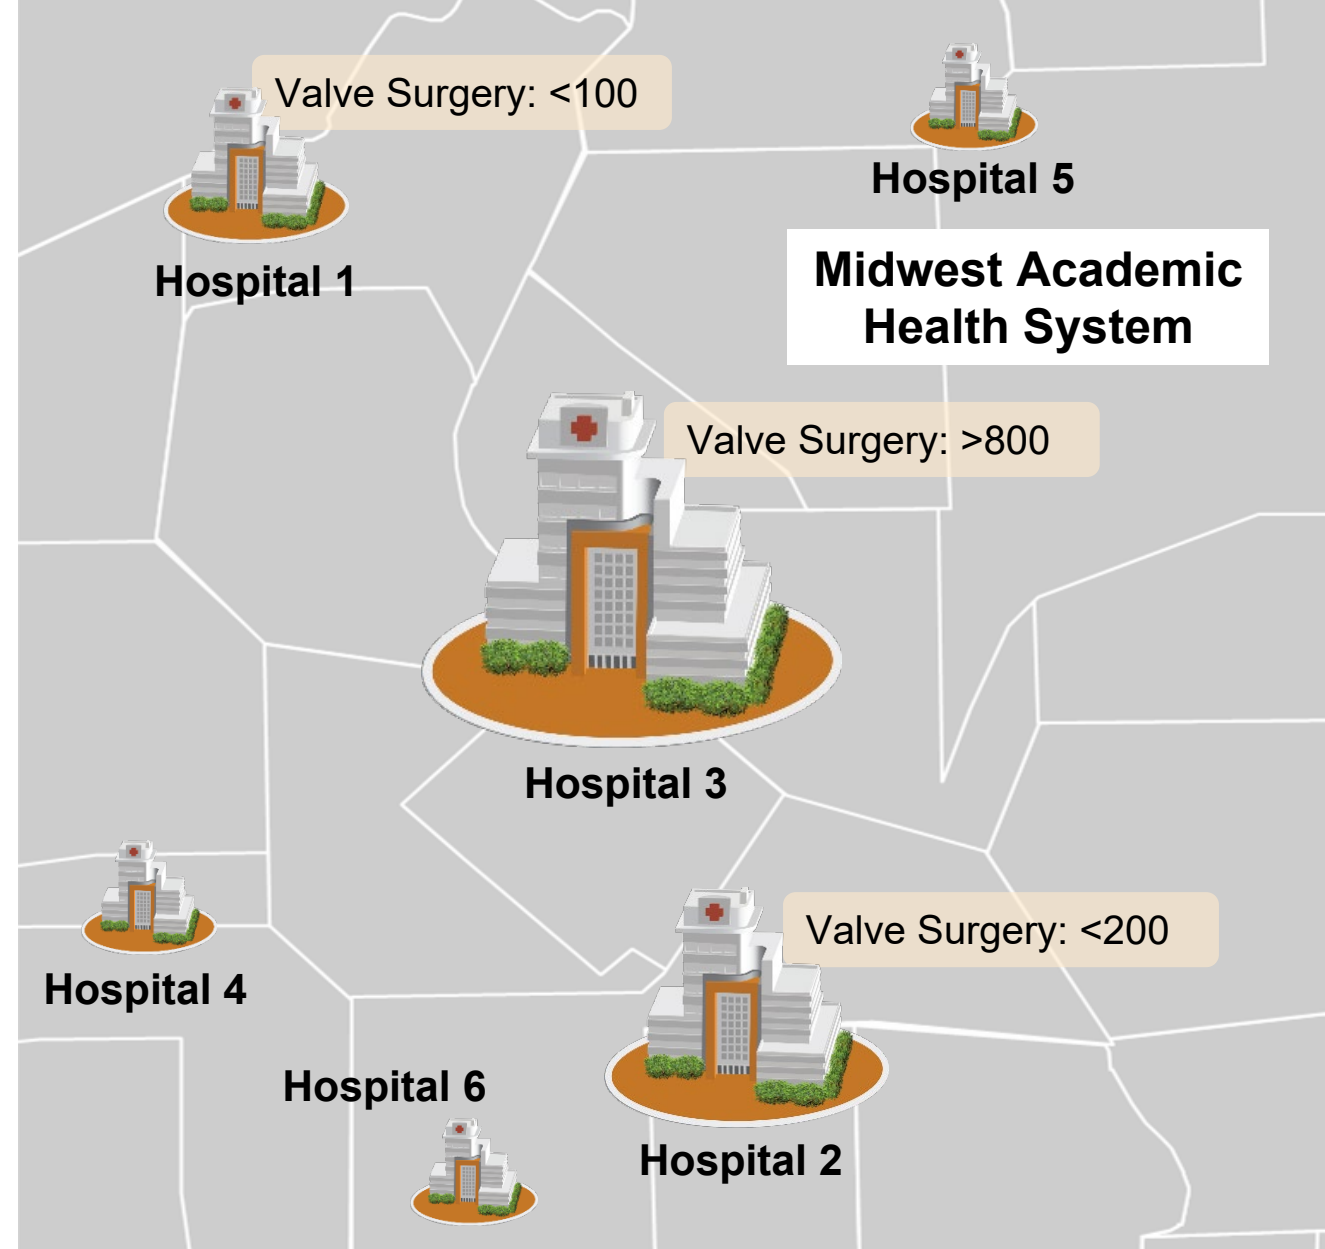 Valve Surgery: <100
Hospital 1
Hospital 5
Midwest Academic
Health System
Valve Surgery: >800
Hospital 3
Hospital 4
Valve Surgery: <200
Hospital 6
Hospital 2